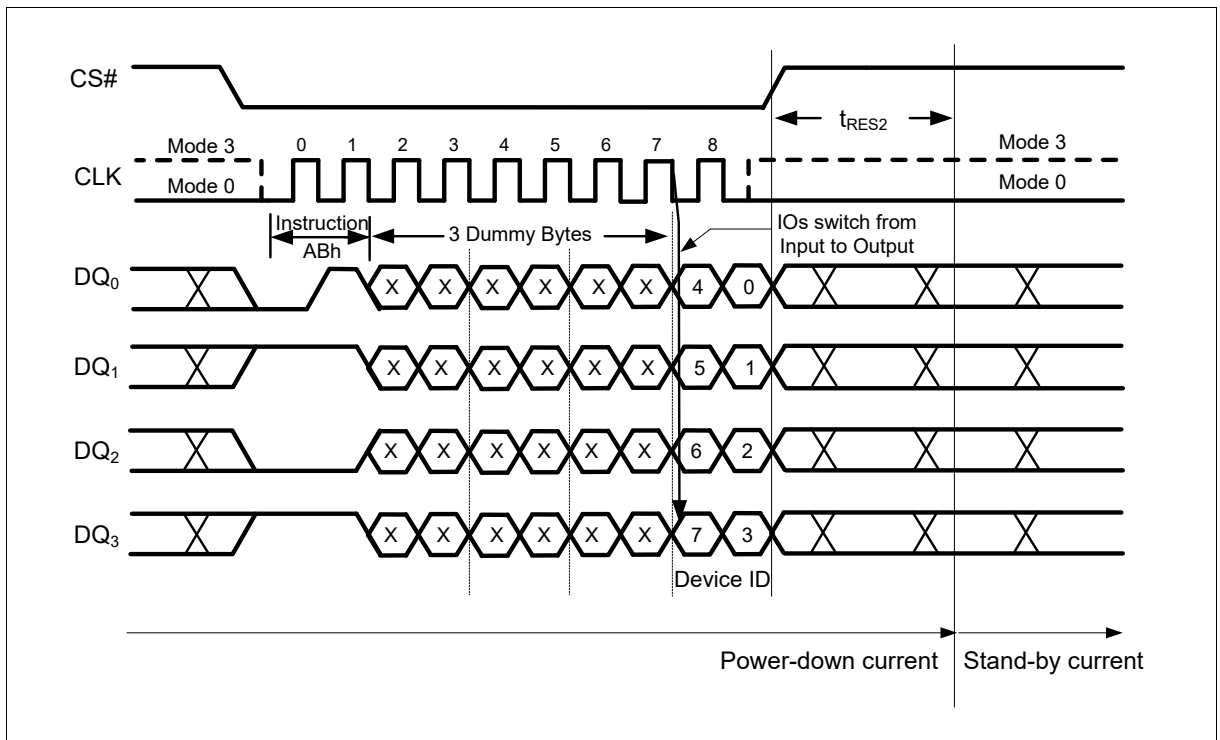 CS#
tRES2
0 1 2 3 4 5 6 7 8
Mode 3
Mode 3
CLK
Mode 0
Mode 0
Instruction
ABh
3 Dummy Bytes
IOs switch from
Input to Output
DQ0
X X X X X X 4 0
DQ1
X X X X X X 5 1
DQ2
X X X X X X 6 2
DQ3
X X X X X X 7 3
Device ID
Power-down current
Stand-by current